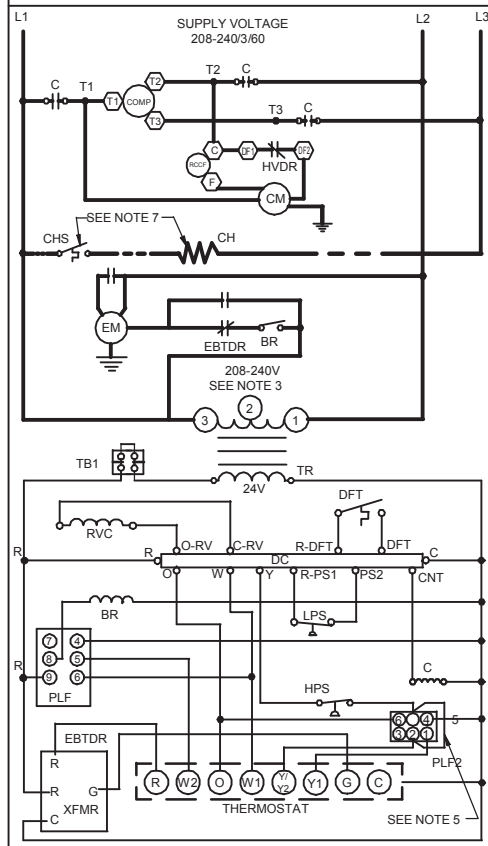 L1 L2 L3
SUPPLY VOLTAGE
208-240/3/60
C T1 T2 C
T1 COMP T2
T3 T3 C
C DF1 DF2
HVDR
RCCF
F CM
SEE NOTE 7
CHS CH
EM
EBTDR BR
208-240V
SEE NOTE 3
3 2 1
TB1 TR
24V
DFT
RVC
O-RV C-RV R-DFT DFT
R R DC C
O W Y R-PS1 PS2 CNT
BR
LPS
7 4
8 5
9 6
R
PLF
C
HPS
6 4 5
3 2 1
PLF2
EBTDR
R
R G
XFMR
C
R W2 O W1 Y/Y2 Y1 G C
THERMOSTAT
SEE NOTE 5